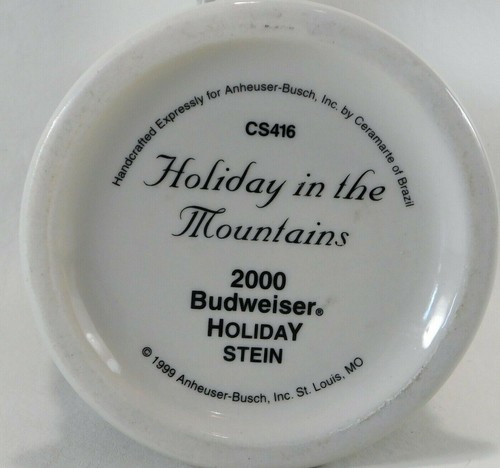 Handcrafted Expressly for Anheuser-Busch, Inc. by Ceramarte of Brazil
CS416
Holiday in the
Mountains
2000
Budweiser®
HOLIDAY
STEIN
© 1999 Anheuser-Busch, Inc. St. Louis, MO